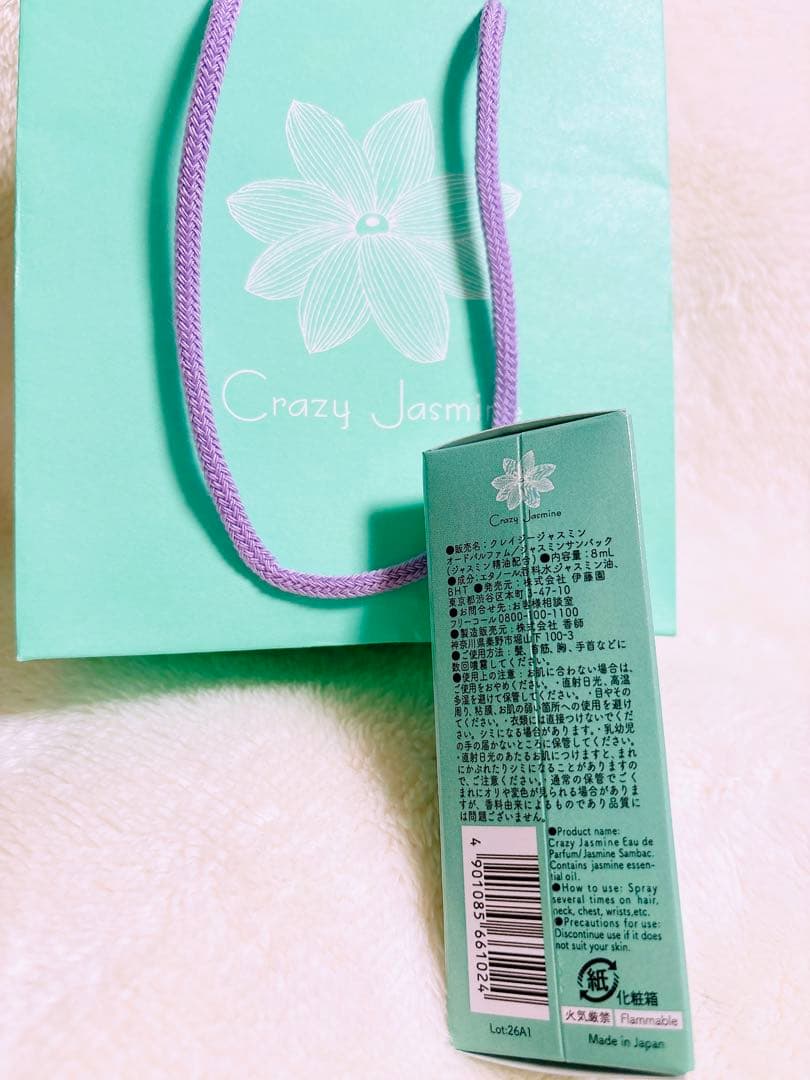 Crazy Jasmine
Crazy Jasmine
●販売名：クレイジージャスミン
オードパルファム/ジャスミンサンバック
(ジャスミン精油配合) ●内容量：8mL
●成分：エタノール、香料、水、ジャスミン油、
BHT ●発売元：株式会社 伊藤園
東京都渋谷区本町 3-47-10
●お問合せ先：お客様相談室
フリーコール0800-100-1100
●製造販売元：株式会社 香師
神奈川県秦野市堀山下 100-3
●ご使用方法：髪、首筋、胸、手首などに
数回噴霧してください。
●使用上の注意：お肌に合わない場合は、
ご使用をおやめください。・直射日光、高温
多湿を避けて保管してください。・目やその
周り、粘膜、お肌の弱い箇所への使用を避け
てください。・衣類には直接つけないでくだ
さい。シミになる場合があります。・乳幼児
の手の届かないところに保管してください。
・直射日光のあたるお肌につけますと、まれ
にかぶれたりシミになることがありますの
で、ご注意ください。・通常の保管でごく
まれにオリや変色が見られる場合がありま
すが、香料由来によるものであり品質に
は問題ございません。
●Product name:
Crazy Jasmine Eau de
Parfum/Jasmine Sambac.
Contains jasmine essen-
tial oil.
●How to use: Spray
several times on hair,
neck, chest, wrists,etc.
●Precautions for use:
Discontinue use if it does
not suit your skin.
4 901085 661024
紙 化粧箱
火気厳禁 Flammable
Lot:26A1
Made in Japan